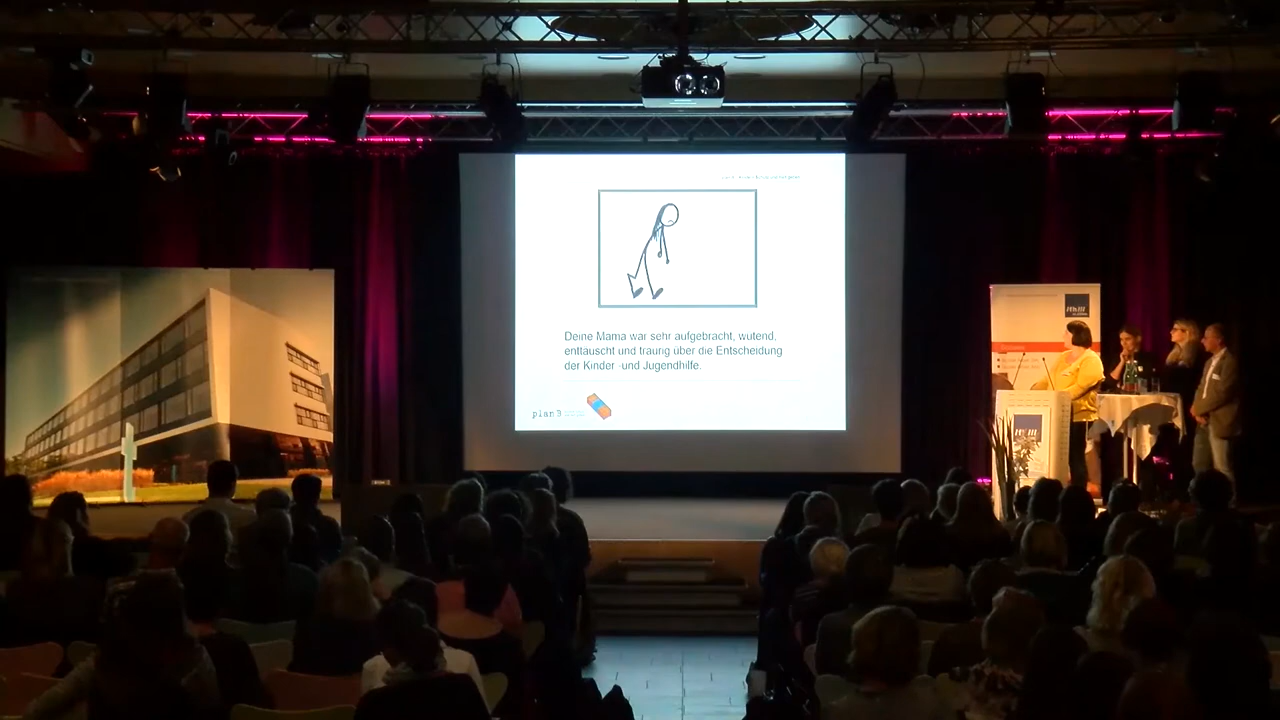 Deine Mama war sehr aufgebracht, wütend,
enttäuscht und traurig über die Entscheidung
der Kinder -und Jugendhilfe.
plan B